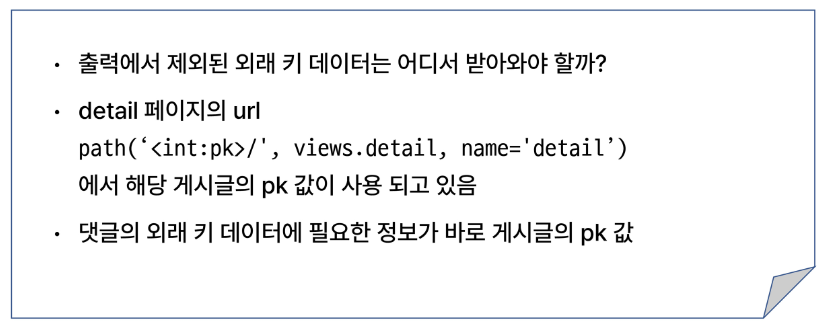 • 출력에서 제외된 외래 키 데이터는 어디서 받아와야 할까?
• detail 페이지의 url
path(‘<int:pk>/', views.detail, name='detail’)
에서 해당 게시글의 pk 값이 사용 되고 있음
• 댓글의 외래 키 데이터에 필요한 정보가 바로 게시글의 pk 값